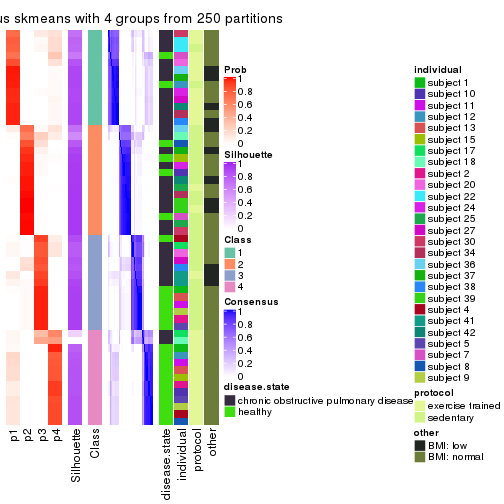 us skmeans with 4 groups from 250 partitions
Prob
1
0.8
0.6
0.4
0.2
0
Silhouette
1
0.8
0.6
0.4
0.2
0
Class
1
2
3
4
Consensus
1
0.8
0.6
0.4
0.2
0
disease.state
chronic obstructive pulmonary disease
healthy
individual
subject 1
subject 10
subject 11
subject 12
subject 13
subject 15
subject 17
subject 18
subject 2
subject 20
subject 22
subject 24
subject 25
subject 27
subject 30
subject 34
subject 36
subject 37
subject 38
subject 39
subject 4
subject 41
subject 42
subject 5
subject 7
subject 8
subject 9
protocol
exercise trained
sedentary
other
BMI: low
BMI: normal
p1
p2
p3
p4
Silhouette
Class
disease.state
individual
protocol
other